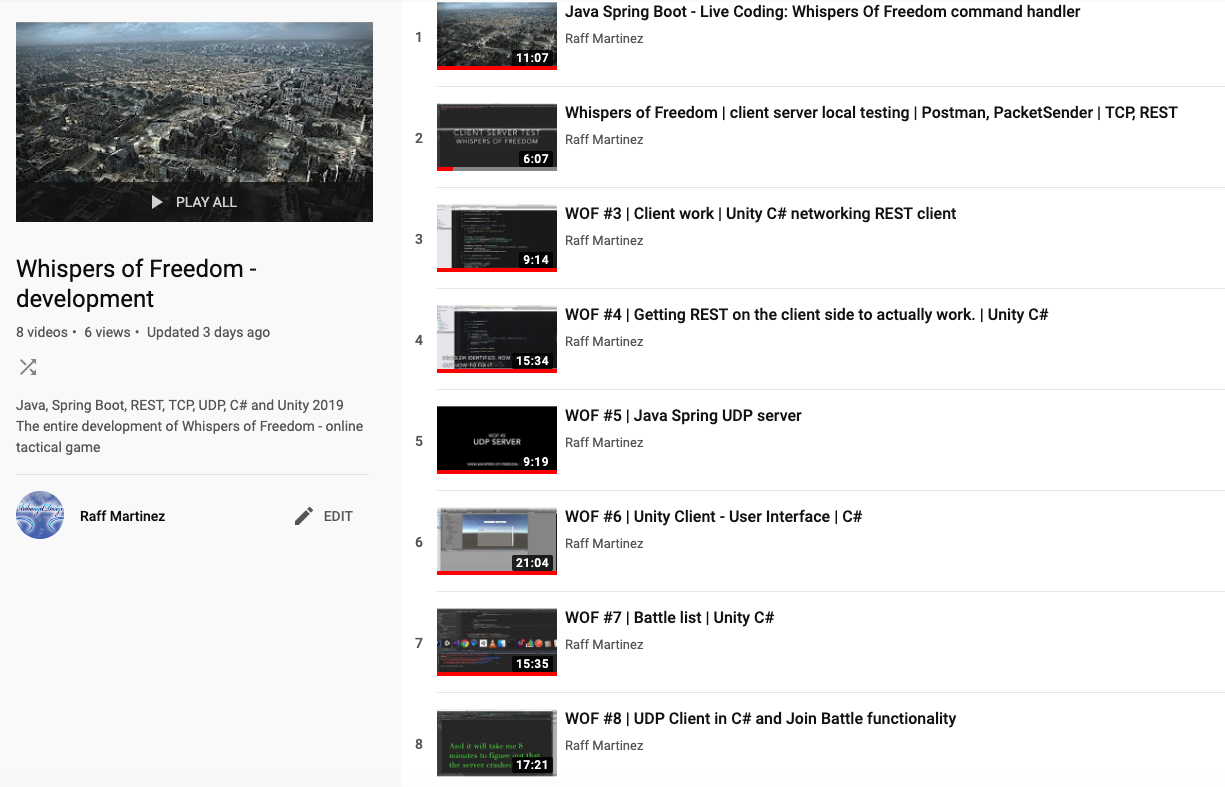 PLAY ALL
Whispers of Freedom -
development
8 videos • 6 views • Updated 3 days ago
Java, Spring Boot, REST, TCP, UDP, C# and Unity 2019
The entire development of Whispers of Freedom - online
tactical game
Raff Martinez
EDIT
1
11:07
Java Spring Boot - Live Coding: Whispers Of Freedom command handler
Raff Martinez
2
CLIENT SERVER TEST
WHISPERS OF FREEDOM
6:07
Whispers of Freedom | client server local testing | Postman, PacketSender | TCP, REST
Raff Martinez
3
9:14
WOF #3 | Client work | Unity C# networking REST client
Raff Martinez
4
PROBLEM IDENTIFIED, NOW
HOW TO FIX IT
15:34
WOF #4 | Getting REST on the client side to actually work. | Unity C#
Raff Martinez
5
WOF #5
UDP SERVER
9:19
WOF #5 | Java Spring UDP server
Raff Martinez
6
21:04
WOF #6 | Unity Client - User Interface | C#
Raff Martinez
7
15:35
WOF #7 | Battle list | Unity C#
Raff Martinez
8
And it will take me 8
minutes to figure out that
the server crashed
17:21
WOF #8 | UDP Client in C# and Join Battle functionality
Raff Martinez